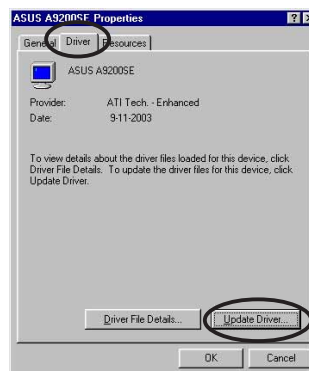 ASUS A9200SE Properties
General Driver Resources
ASUS A9200SE
Provider: ATI Tech. - Enhanced
Date: 9-11-2003
To view details about the driver files loaded for this device, click
Driver File Details. To update the driver files for this device, click
Update Driver.
Driver File Details... Update Driver...
OK Cancel